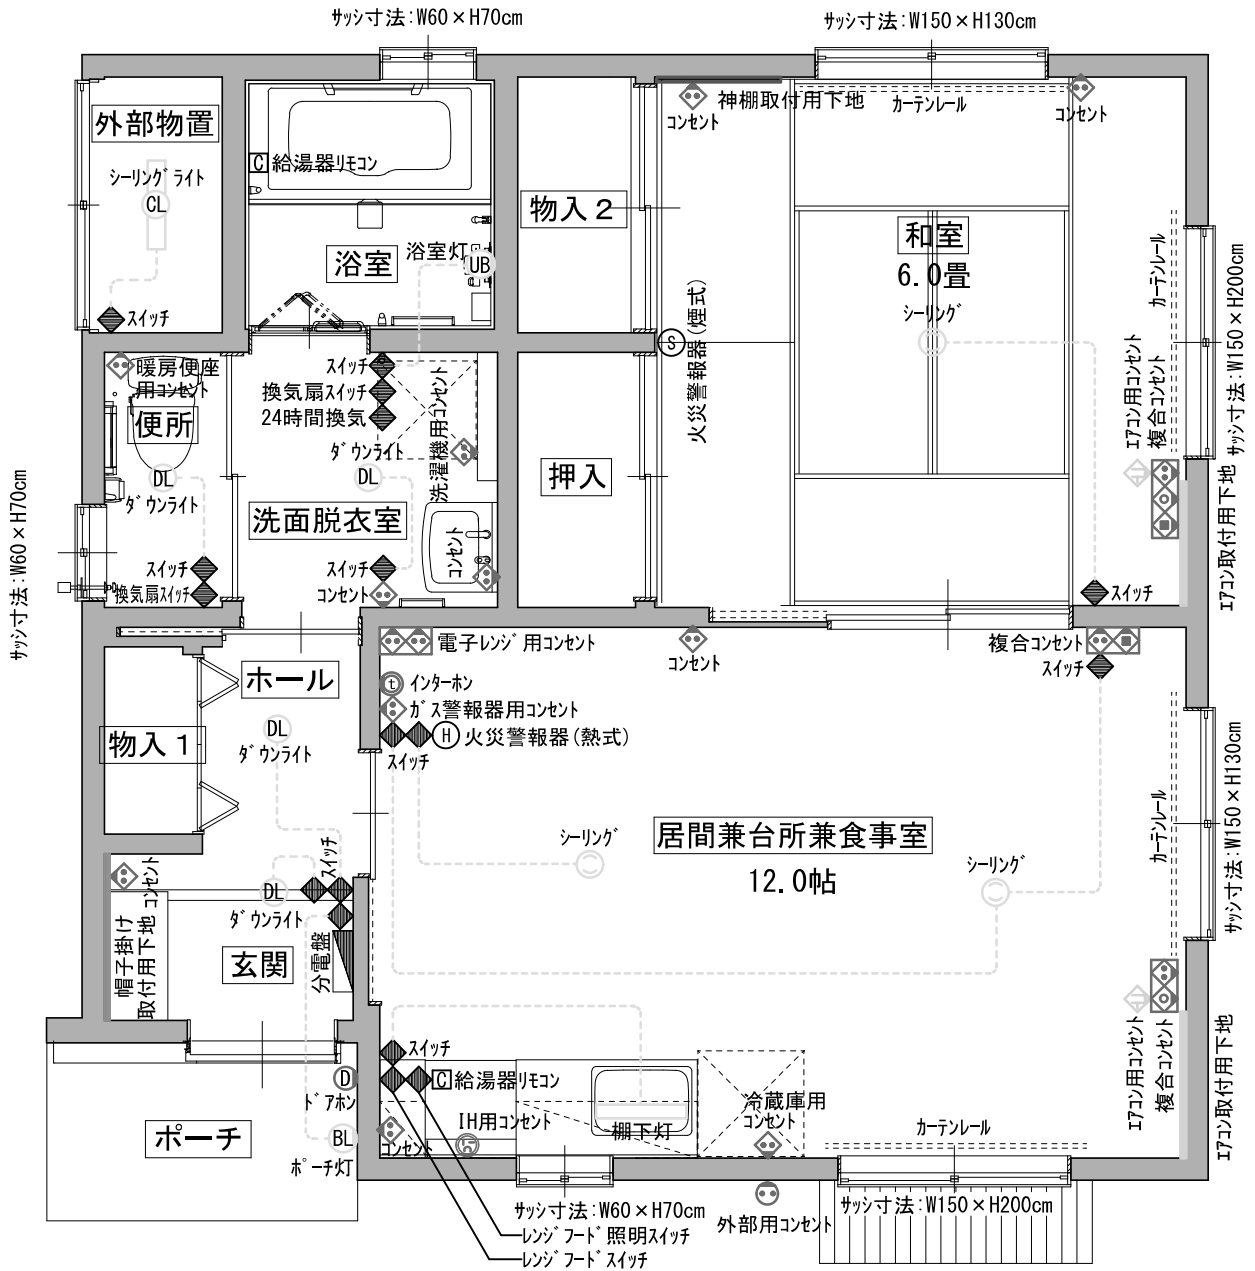 サッシ寸法:W60×H70cm
サッシ寸法:W150×H130cm
外部物置
シーリングライト
CL
スイッチ
C給湯器リモコン
浴室
浴室灯
UB
物入2
コンセント
神棚取付用下地
カーテンレール
コンセント
和室
6.0畳
シーリング
カーテンレール
サッシ寸法:W150×H200cm
S
火災警報器(煙式)
エアコン用コンセント
複合コンセント
エアコン取付用下地
スイッチ
暖房便座
用コンセント
便所
DL
ダウンライト
スイッチ
換気扇スイッチ
サッシ寸法:W60×H70cm
スイッチ
換気扇スイッチ
24時間換気
ダウンライト
DL
洗濯機用コンセント
洗面脱衣室
スイッチ
コンセント
コンセント
押入
ホール
物入1
DL
ダウンライト
電子レンジ用コンセント
コンセント
複合コンセント
スイッチ
t
インターホン
ガス警報器用コンセント
H
火災警報器(熱式)
スイッチ
シーリング
居間兼台所兼食事室
12.0帖
シーリング
カーテンレール
サッシ寸法:W150×H130cm
コンセント
スイッチ
DL
ダウンライト
帽子掛け
取付用下地
玄関
分電盤
エアコン用コンセント
複合コンセント
エアコン取付用下地
スイッチ
D
ドアホン
C給湯器リモコン
ポーチ
BL
ポーチ灯
コンセント
IH用コンセント
棚下灯
冷蔵庫用
コンセント
カーテンレール
サッシ寸法:W60×H70cm
外部用コンセント
サッシ寸法:W150×H200cm
レンジフード照明スイッチ
レンジフードスイッチ